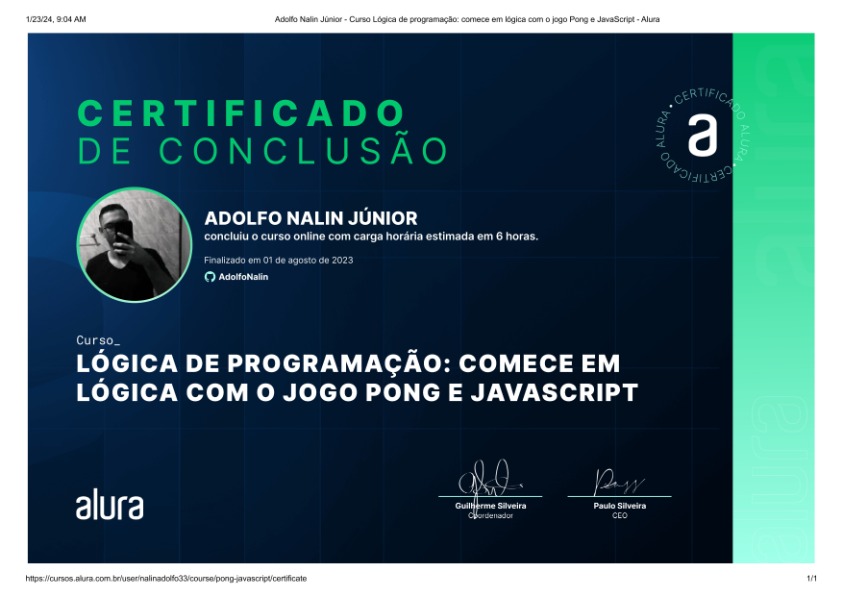 1/23/24, 9:04 AM
Adolfo Nalin Júnior - Curso Lógica de programação: comece em lógica com o jogo Pong e JavaScript - Alura
CERTIFICADO
DE CONCLUSÃO
CERTIFICADO ALURA • CERTIFICADO ALURA •
a
ADOLFO NALIN JÚNIOR
concluiu o curso online com carga horária estimada em 6 horas.
Finalizado em 01 de agosto de 2023
AdolfoNalin
Curso_
LÓGICA DE PROGRAMAÇÃO: COMECE EM
LÓGICA COM O JOGO PONG E JAVASCRIPT
alura
Guilherme Silveira
Coordenador
Paulo Silveira
CEO
alura
alura
alura
https://cursos.alura.com.br/user/nalinadolfo33/course/pong-javascript/certificate
1/1